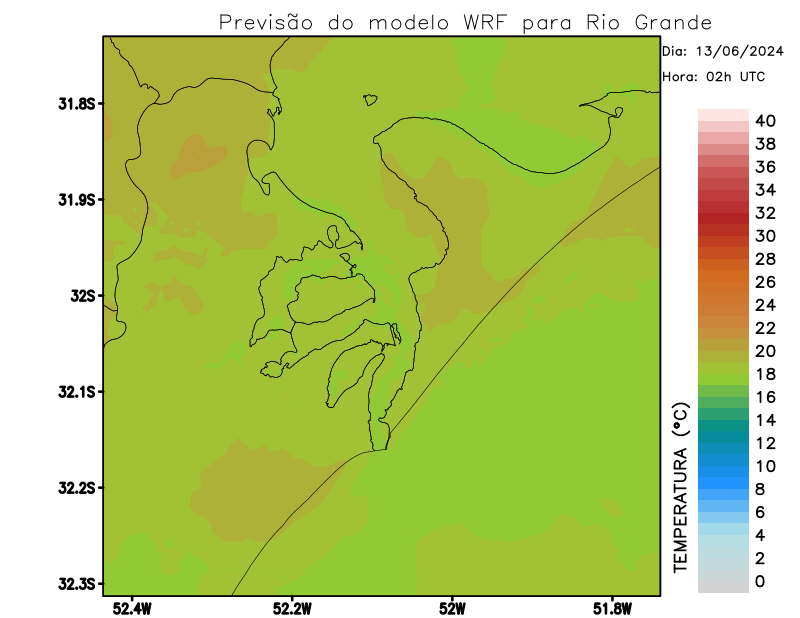 Previsão do modelo WRF para Rio Grande
Dia: 13/06/2024
Hora: 02h UTC
31.8S
31.9S
32S
32.1S
32.2S
32.3S
52.4W
52.2W
52W
51.8W
TEMPERATURA (°C)
40
38
36
34
32
30
28
26
24
22
20
18
16
14
12
10
8
6
4
2
0